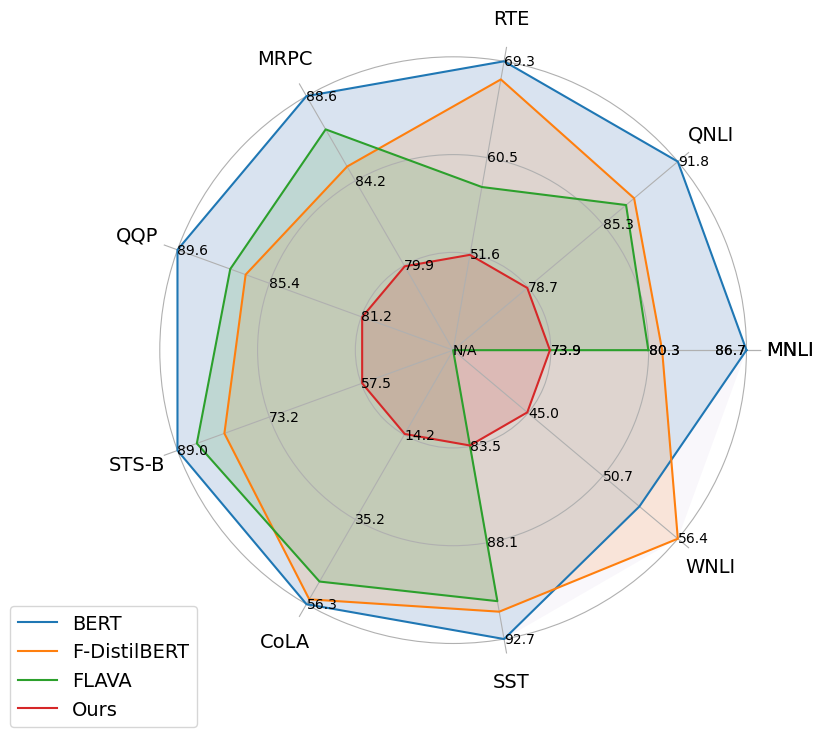 RTE
MRPC
69.3
88.6
QNLI
91.8
60.5
84.2
QQP
85.3
89.6
51.6
79.9
85.4
78.7
81.2
N/A
73.9
80.3
86.7
MNLI
57.5
73.2
45.0
14.2
83.5
89.0
STS-B
50.7
35.2
56.4
88.1
WNLI
56.3
CoLA
92.7
SST
BERT
F-DistilBERT
FLAVA
Ours